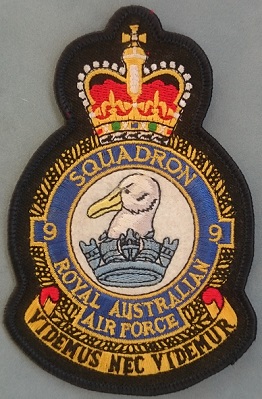 SQUADRON
9 9
ROYAL AUSTRALIAN
AIR FORCE
VIDEMUS NEC VIDEMUR